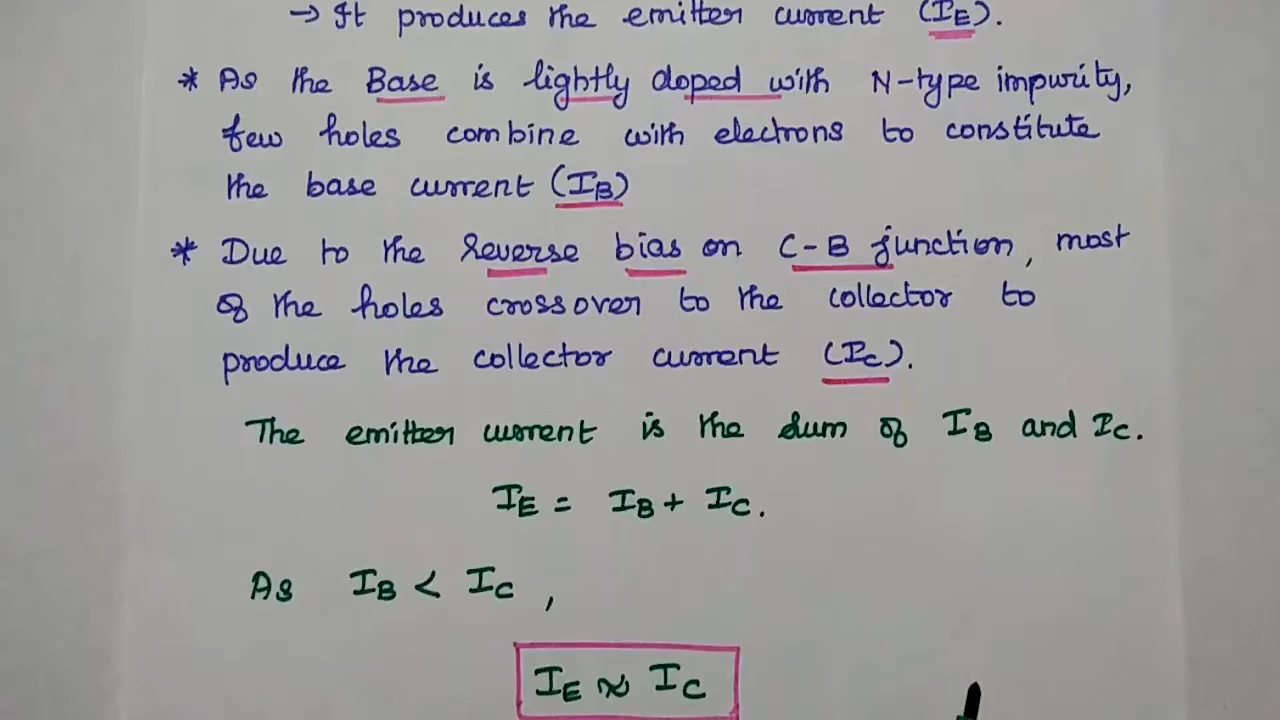 → It produces the emitter current (IE).
* As the Base is lightly doped with N-type impurity,
few holes combine with electrons to constitute
the base current (IB)
* Due to the reverse bias on C-B junction, most
of the holes crossover to the collector to
produce the collector current (IC).
The emitter current is the sum of IB and IC.
IE = IB + IC.
As IB < IC ,
IE ≈ IC